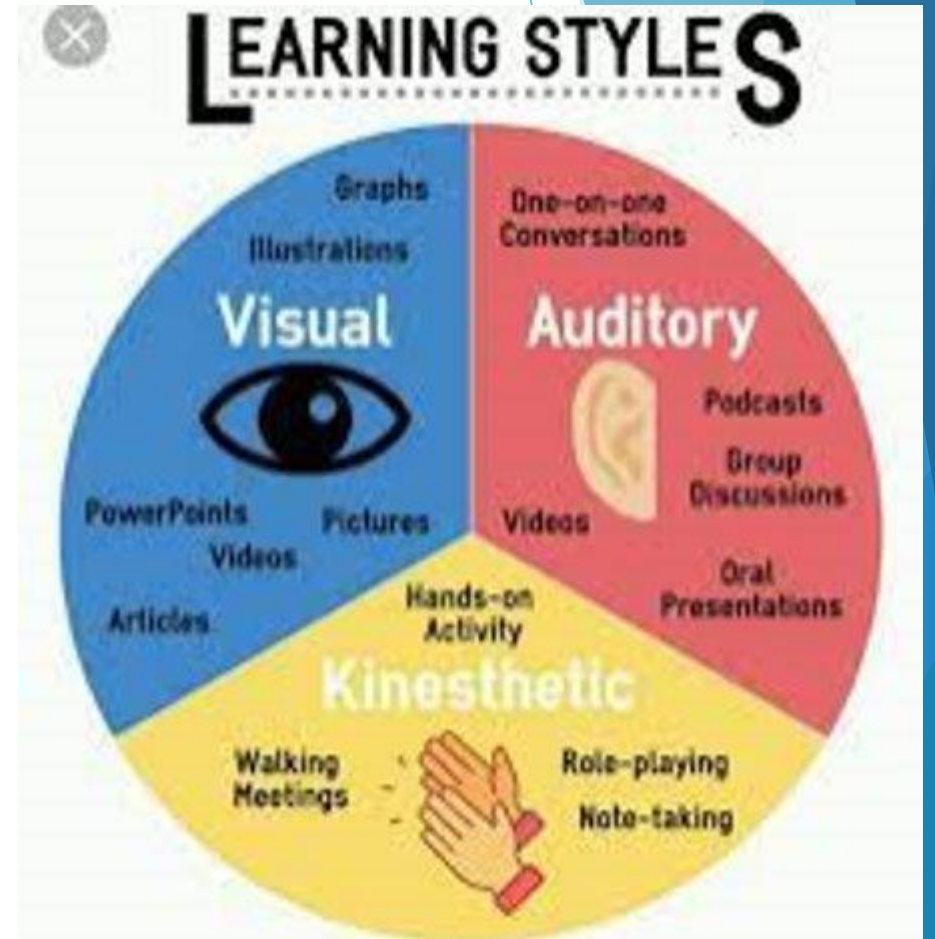 LEARNING STYLES
Graphs
Illustrations
Visual
PowerPoints
Pictures
Videos
Articles
One-on-one
Conversations
Auditory
Podcasts
Group
Discussions
Videos
Oral
Presentations
Hands-on
Activity
Kinesthetic
Walking
Meetings
Role-playing
Note-taking